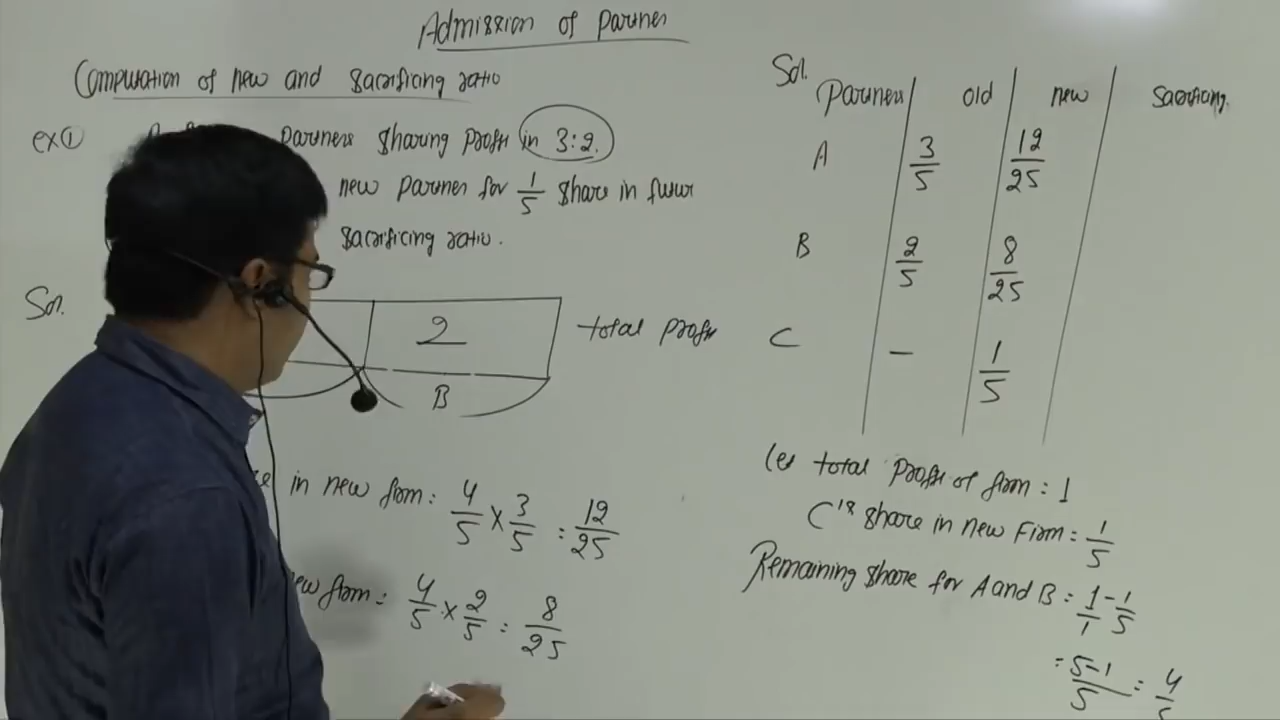 Admission of Partner
Computation of new and sacrificing ratio
ex ①
partners sharing profit in 3:2.
new partner for 1/5 share in future
sacrificing ratio.
Sol.
2
total profit
B
in new firm: 4/5 × 3/5 = 12/25
new firm: 4/5 × 2/5 = 8/25
Sol.
Partners old new Sacrificing
A 3/5 12/25
B 2/5 8/25
C – 1/5
let total profit of firm : 1
C's share in new Firm = 1/5
Remaining share for A and B = 1/1 - 1/5
= 5-1/5 =